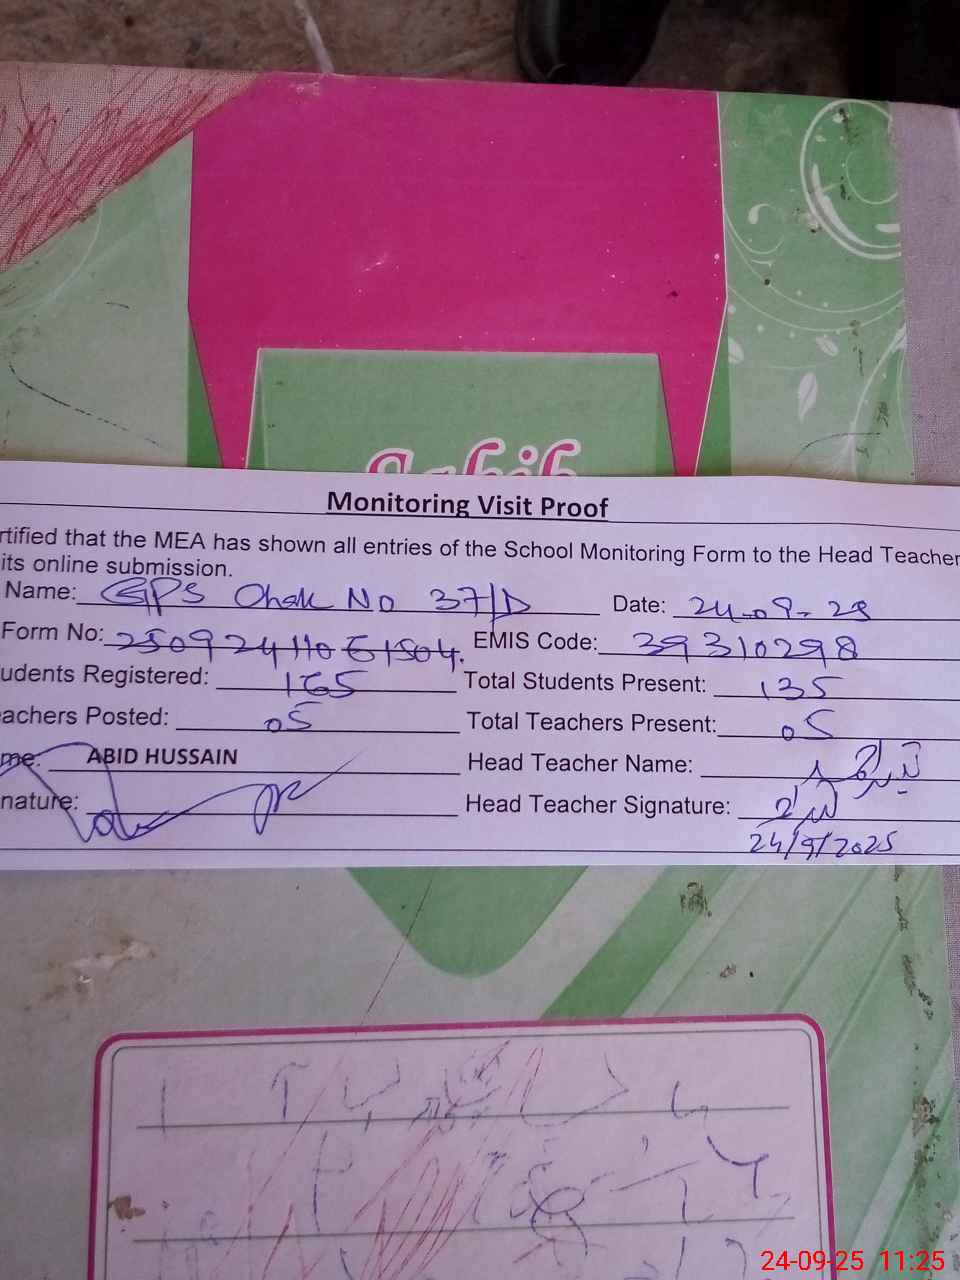 Sahib
Monitoring Visit Proof
rtified that the MEA has shown all entries of the School Monitoring Form to the Head Teacher
its online submission.
Name: GPS Chak No 37/D Date: 24-09-25
Form No: 250924110651504. EMIS Code: 39310298
udents Registered: 165 Total Students Present: 135
eachers Posted: 05 Total Teachers Present: 05
me: ABID HUSSAIN Head Teacher Name:
nature: Head Teacher Signature:
24/9/2025
24-09-25 11:25